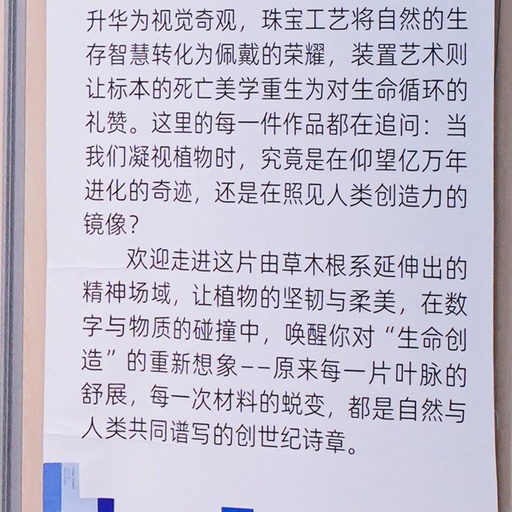 升华为视觉奇观，珠宝工艺将自然的生
存智慧转化为佩戴的荣耀，装置艺术则
让标本的死亡美学重生为对生命循环的
礼赞。这里的每一件作品都在追问：当
我们凝视植物时，究竟是在仰望亿万年
进化的奇迹，还是在照见人类创造力的
镜像？
欢迎走进这片由草木根系延伸出的
精神场域，让植物的坚韧与柔美，在数
字与物质的碰撞中，唤醒你对“生命创
造”的重新想象——原来每一片叶脉的
舒展，每一次材料的蜕变，都是自然与
人类共同谱写的创世纪诗章。